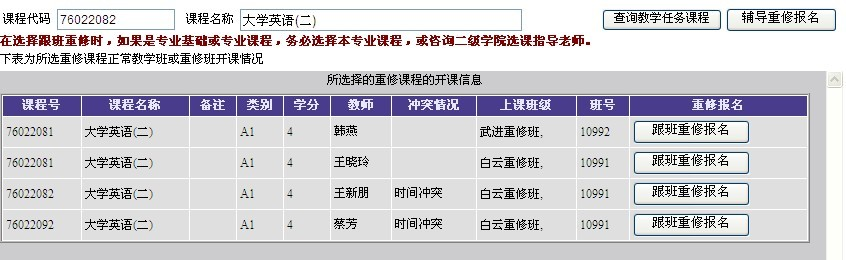 课程代码 76022082 课程名称 大学英语(二) 查询教学任务课程 辅导重修报名
在选择跟班重修时，如果是专业基础或专业课程，务必选择本专业课程，或咨询二级学院选课指导老师。
下表为所选重修课程正常教学班或重修班开课情况
所选择的重修课程的开课信息
课程号 课程名称 备注 类别 学分 教师 冲突情况 上课班级 班号 重修报名
76022081 大学英语(二) A1 4 韩燕 武进重修班, 10992 跟班重修报名
76022081 大学英语(二) A1 4 王晓玲 白云重修班, 10991 跟班重修报名
76022082 大学英语(二) A1 4 王新朋 时间冲突 白云重修班, 10991 跟班重修报名
76022092 大学英语(二) A1 4 蔡芳 时间冲突 白云重修班, 10991 跟班重修报名